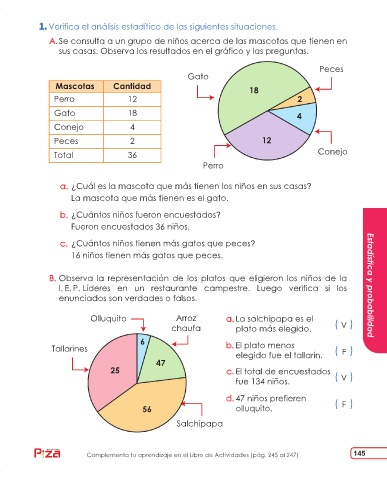 1. Verifica el análisis estadítico de las siguientes situaciones.
A. Se consulta a un grupo de niños acerca de las mascotas que tienen en
sus casas. Observa los resultados en el gráfico y las preguntas.
Mascotas Cantidad
Perro 12
Gato 18
Conejo 4
Peces 2
Total 36
Gato
Peces
18
2
4
12
Conejo
Perro
a. ¿Cuál es la mascota que más tienen los niños en sus casas?
La mascota que más tienen es el gato.
b. ¿Cuántos niños fueron encuestados?
Fueron encuestados 36 niños.
c. ¿Cuántos niños tienen más gatos que peces?
16 niños tienen más gatos que peces.
B. Observa la representación de los platos que eligieron los niños de la
I. E. P. Líderes en un restaurante campestre. Luego verifica si los
enunciados son verdades o falsos.
Olluquito
Arroz
chaufa
Tallarines
6
47
25
56
Salchipapa
a. La salchipapa es el
plato más elegido. ( V )
b. El plato menos
elegido fue el tallarín. ( F )
c. El total de encuestados
fue 134 niños. ( V )
d. 47 niños prefieren
olluquito. ( F )
Estadística y probabilidad
Piza
Complementa tu aprendizaje en el Libro de Actividades (pág. 245 al 247)
145